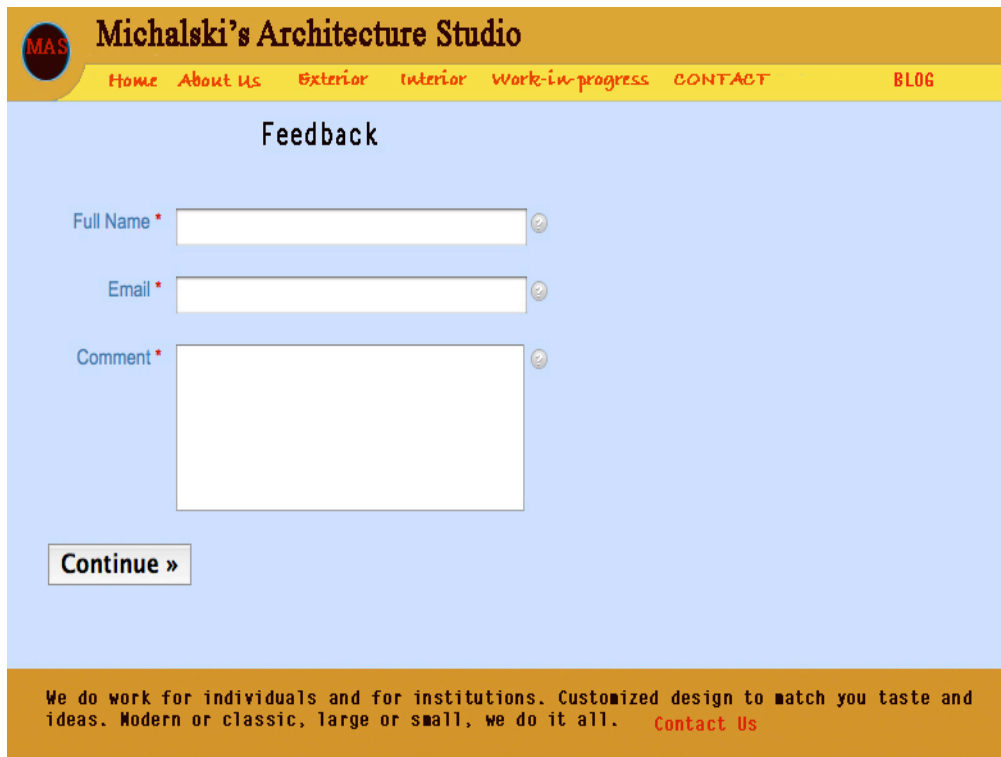 MAS
Michalski's Architecture Studio
Home About us Exterior Interior Work-in-progress CONTACT BLOG
Feedback
Full Name *
Email *
Comment *
Continue »
We do work for individuals and for institutions. Customized design to match you taste and
ideas. Modern or classic, large or small, we do it all. Contact Us